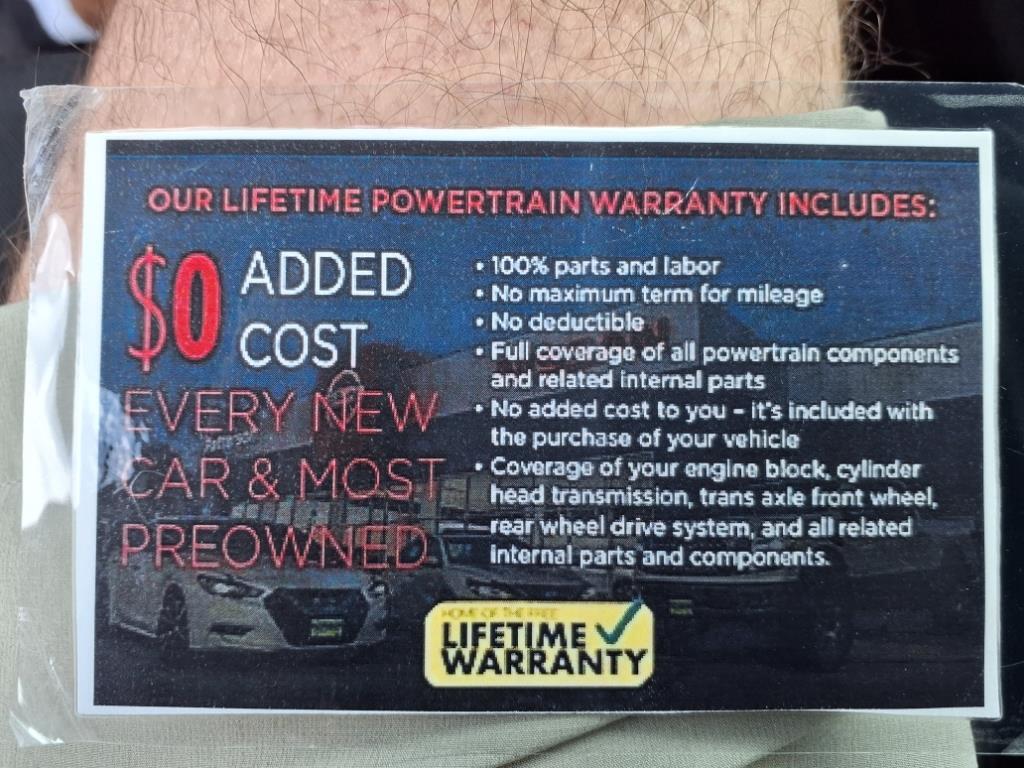 OUR LIFETIME POWERTRAIN WARRANTY INCLUDES:
$0 ADDED
COST
EVERY NEW
CAR & MOST
PREOWNED
• 100% parts and labor
• No maximum term for mileage
• No deductible
• Full coverage of all powertrain components
and related internal parts
• No added cost to you – it's included with
the purchase of your vehicle
• Coverage of your engine block, cylinder
head transmission, trans axle front wheel,
rear wheel drive system, and all related
internal parts and components.
HOME OF THE FREE
LIFETIME
WARRANTY